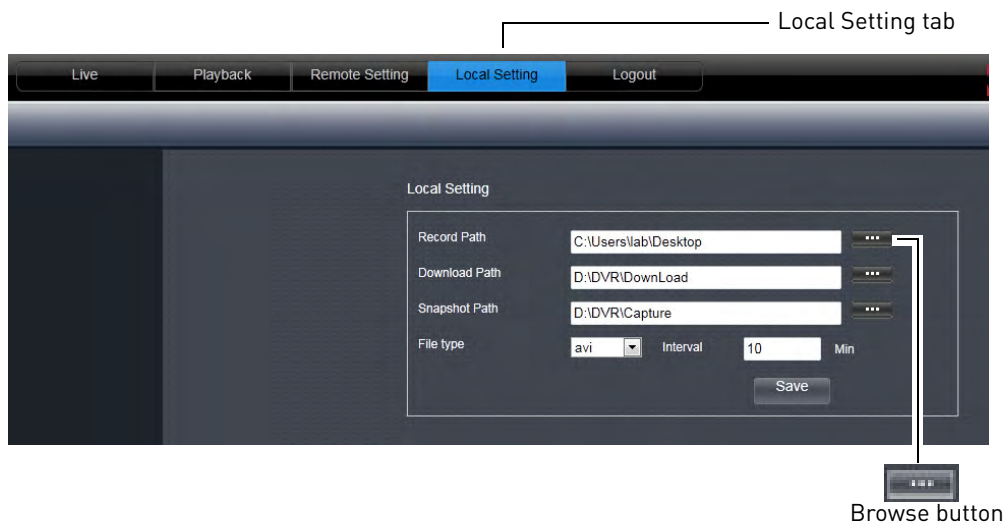 Local Setting tab
Live Playback Remote Setting Local Setting Logout
Local Setting
Record Path C:\Users\lab\Desktop ...
Download Path D:\DVR\DownLoad ...
Snapshot Path D:\DVR\Capture ...
File type avi Interval 10 Min
Save
...
Browse button